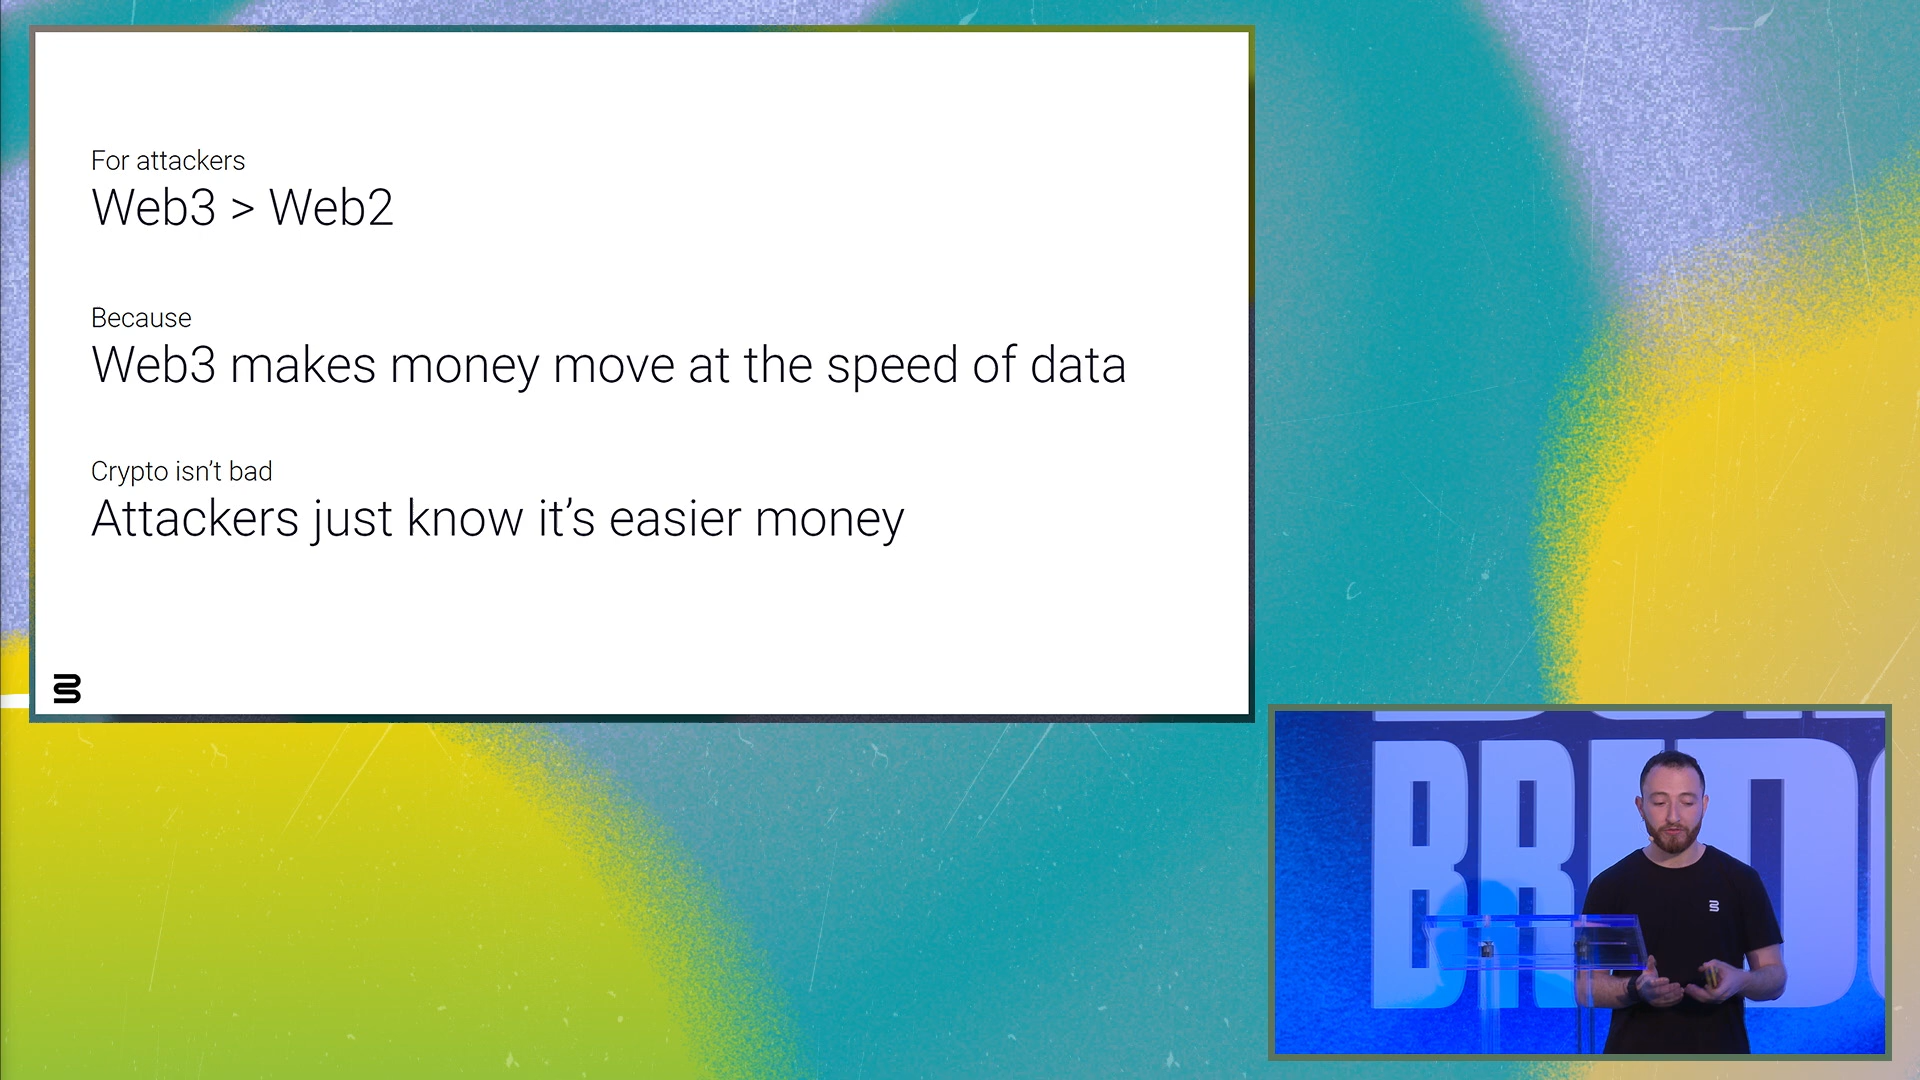 For attackers
Web3 > Web2
Because
Web3 makes money move at the speed of data
Crypto isn’t bad
Attackers just know it’s easier money